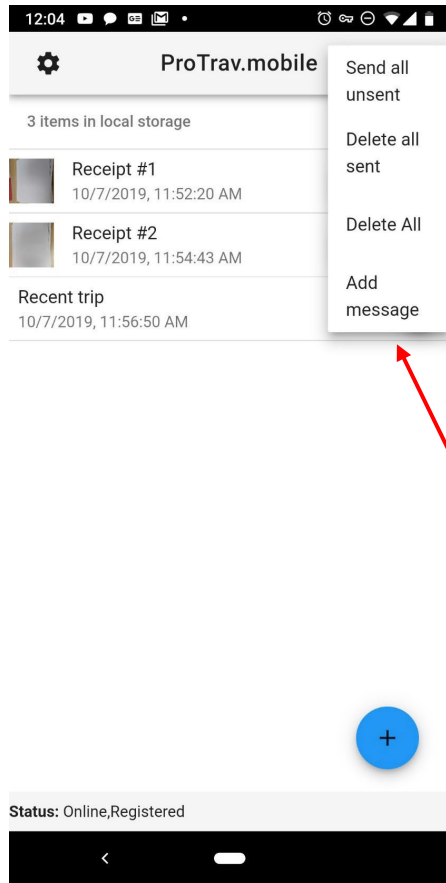 12:04
ProTrav.mobile
3 items in local storage
Receipt #1
10/7/2019, 11:52:20 AM
Receipt #2
10/7/2019, 11:54:43 AM
Recent trip
10/7/2019, 11:56:50 AM
Send all
unsent
Delete all
sent
Delete All
Add
message
+
Status: Online,Registered